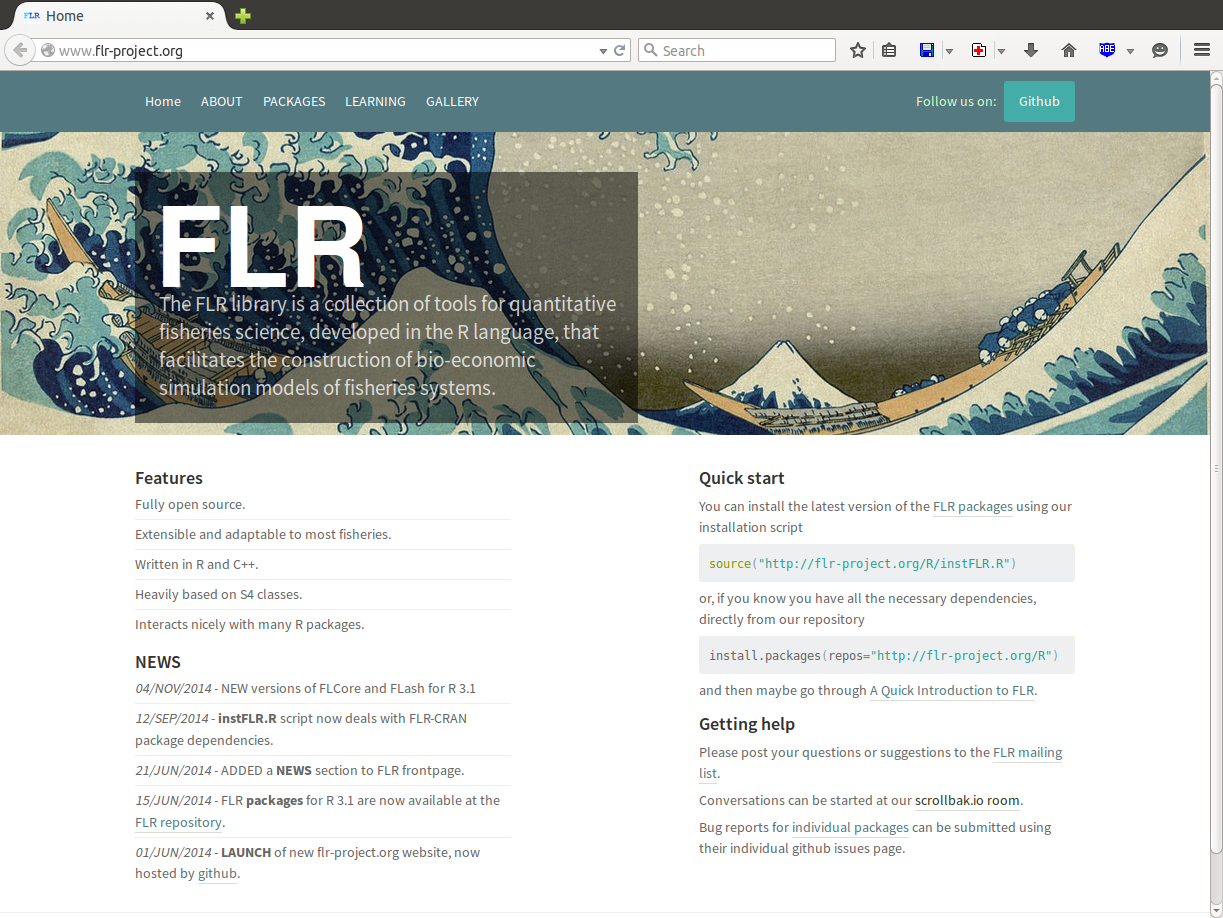 FLR Home
www.flr-project.org
Search
ABE
Home ABOUT PACKAGES LEARNING GALLERY
Follow us on: Github
FLR
The FLR library is a collection of tools for quantitative
fisheries science, developed in the R language, that
facilitates the construction of bio-economic
simulation models of fisheries systems.
Features
Fully open source.
Extensible and adaptable to most fisheries.
Written in R and C++.
Heavily based on S4 classes.
Interacts nicely with many R packages.
NEWS
04/NOV/2014 - NEW versions of FLCore and FLash for R 3.1
12/SEP/2014 - instFLR.R script now deals with FLR-CRAN
package dependencies.
21/JUN/2014 - ADDED a NEWS section to FLR frontpage.
15/JUN/2014 - FLR packages for R 3.1 are now available at the
FLR repository.
01/JUN/2014 - LAUNCH of new flr-project.org website, now
hosted by github.
Quick start
You can install the latest version of the FLR packages using our
installation script
source("http://flr-project.org/R/instFLR.R")
or, if you know you have all the necessary dependencies,
directly from our repository
install.packages(repos="http://flr-project.org/R")
and then maybe go through A Quick Introduction to FLR.
Getting help
Please post your questions or suggestions to the FLR mailing
list.
Conversations can be started at our scrollbak.io room.
Bug reports for individual packages can be submitted using
their individual github issues page.